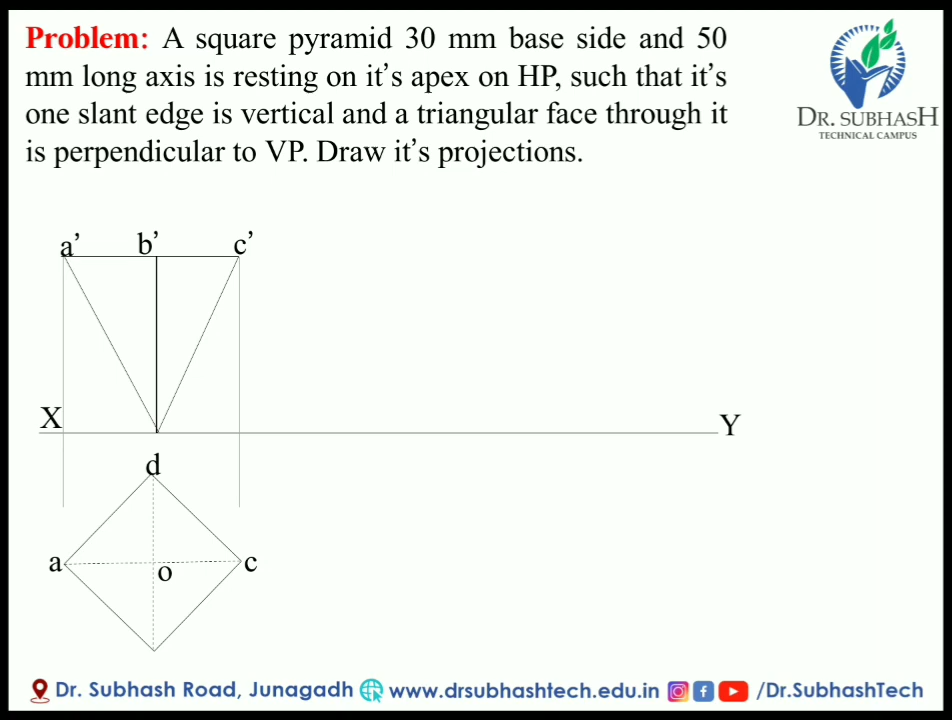 Problem: A square pyramid 30 mm base side and 50
mm long axis is resting on it's apex on HP, such that it's
one slant edge is vertical and a triangular face through it
is perpendicular to VP. Draw it's projections.
DR. SUBHASH
TECHNICAL CAMPUS
a’ b’ c’
X
Y
d
a
o
c
Dr. Subhash Road, Junagadh www.drsubhashtech.edu.in /Dr.SubhashTech